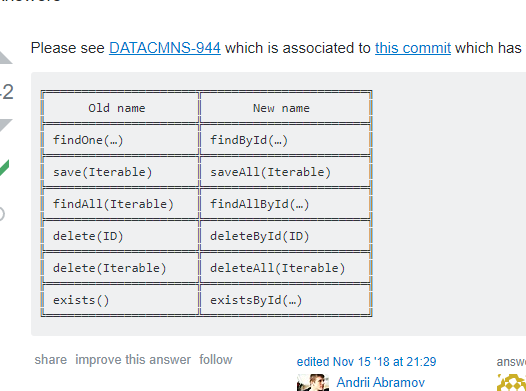 Please see DATACMNS-944 which is associated to this commit which has
2
Old name New name
findOne(…) findById(…)
save(Iterable) saveAll(Iterable)
findAll(Iterable) findAllById(…)
delete(ID) deleteById(ID)
delete(Iterable) deleteAll(Iterable)
exists() existsById(…)
share improve this answer follow
edited Nov 15 '18 at 21:29
Andrii Abramov
answ